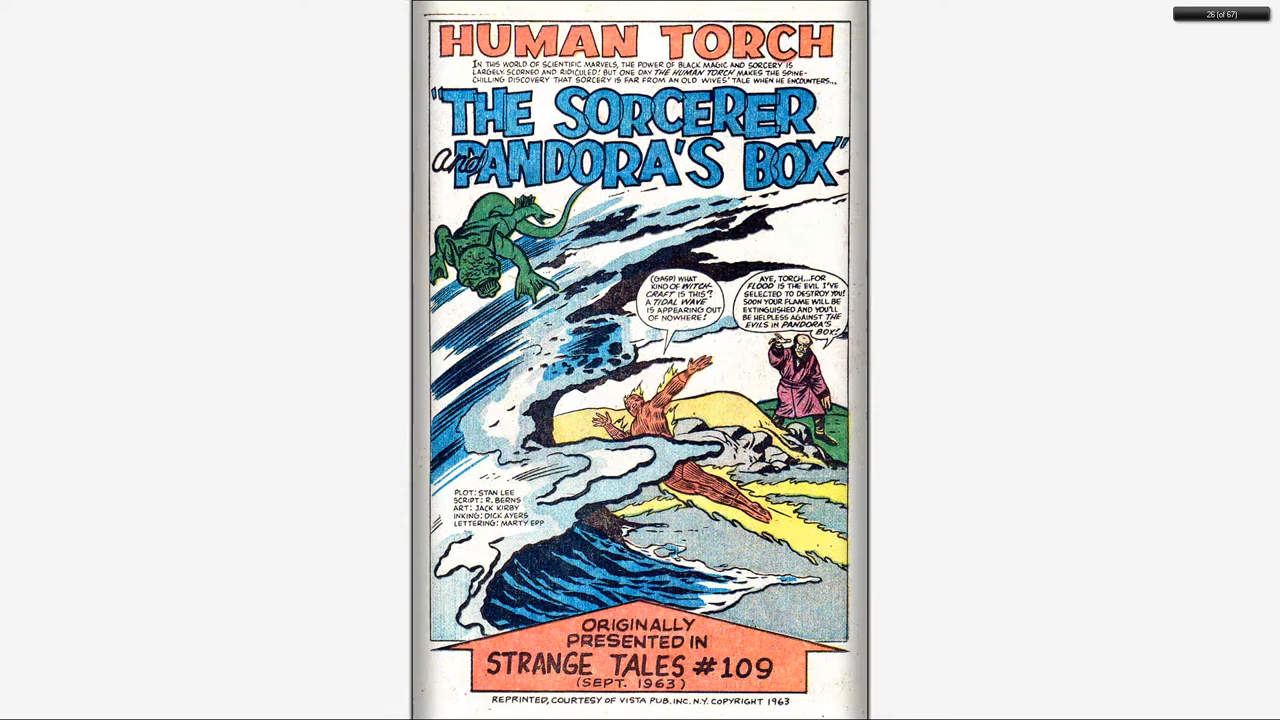 26 (of 67)
HUMAN TORCH
IN THIS WORLD OF SCIENTIFIC MARVELS, THE POWER OF BLACK MAGIC AND SORCERY IS
LARGELY SCORNED AND RIDICULED! BUT ONE DAY THE HUMAN TORCH MAKES THE SPINE-
CHILLING DISCOVERY THAT SORCERY IS FAR FROM AN OLD WIVES' TALE WHEN HE ENCOUNTERS...
"THE SORCERER
and PANDORA'S BOX"
(GASP) WHAT
KIND OF WITCH-
CRAFT IS THIS?
A TIDAL WAVE
IS APPEARING OUT
OF NOWHERE!
AYE, TORCH...FOR
FLOOD IS THE EVIL I'VE
SELECTED TO DESTROY YOU!
SOON YOUR FLAME WILL BE
EXTINGUISHED AND YOU'LL
BE HELPLESS AGAINST THE
EVILS IN PANDORA'S
BOX!
PLOT: STAN LEE
SCRIPT: R. BERNS
ART: JACK KIRBY
INKING: DICK AYERS
LETTERING: MARTY EPP
ORIGINALLY
PRESENTED IN
STRANGE TALES #109
(SEPT. 1963)
REPRINTED, COURTESY OF VISTA PUB. INC. N.Y. COPYRIGHT 1963